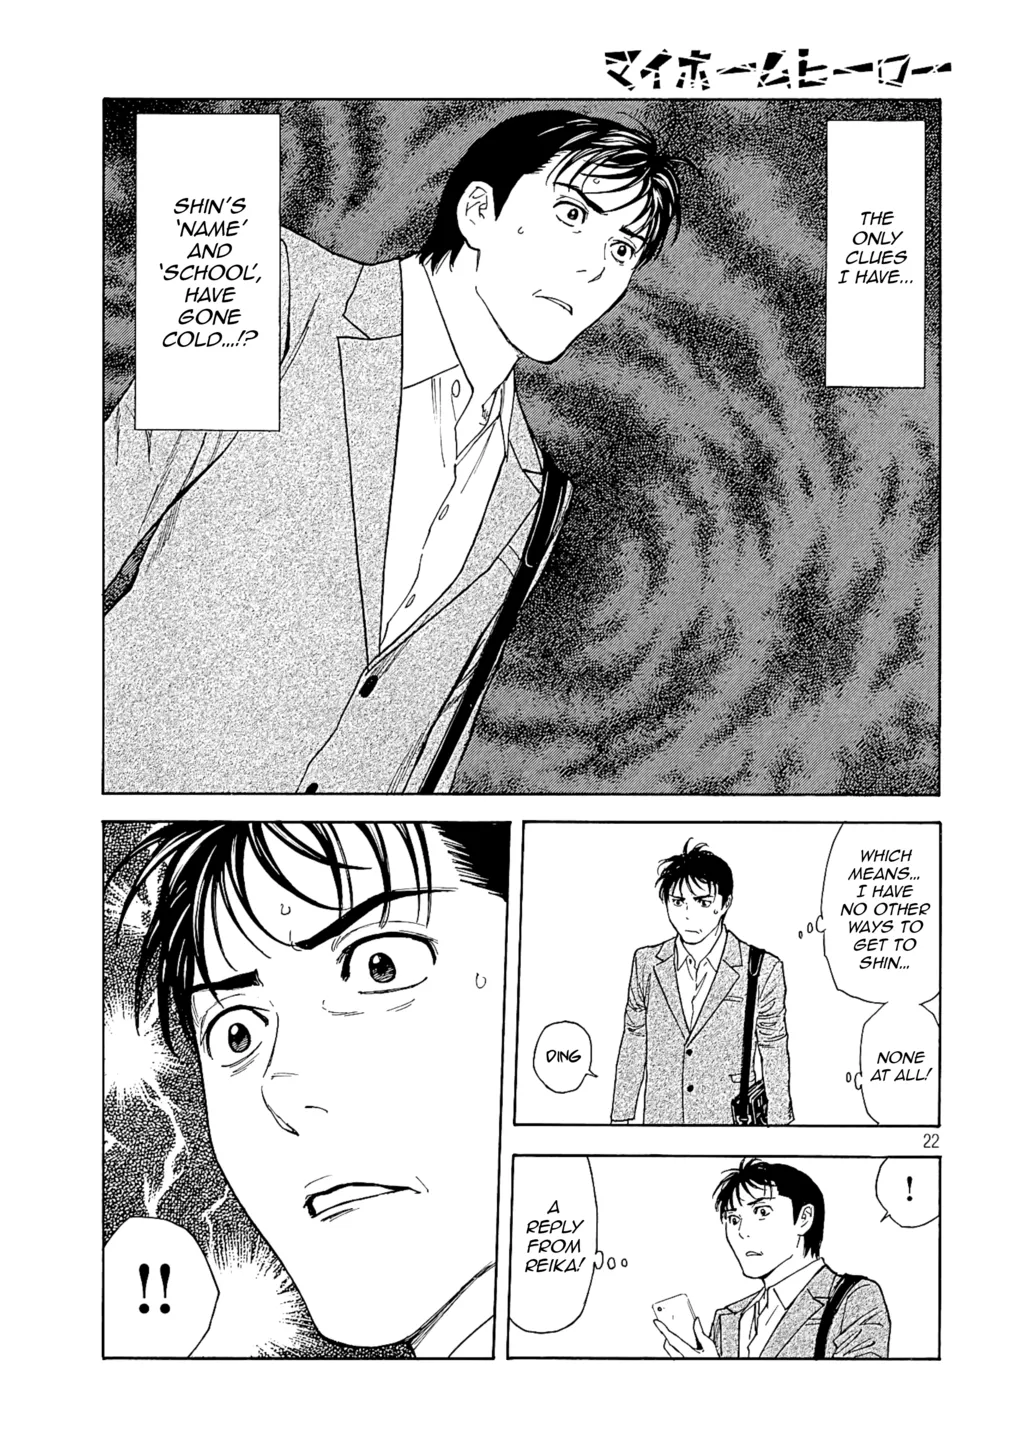 マイホームヒーロー
THE
ONLY
CLUES
I HAVE...
SHIN'S
'NAME'
AND
'SCHOOL',
HAVE
GONE
COLD...!?
WHICH
MEANS...
I HAVE
NO OTHER
WAYS TO
GET TO
SHIN...
NONE
AT ALL!
DING
22
!
A
REPLY
FROM
REIKA!
!!